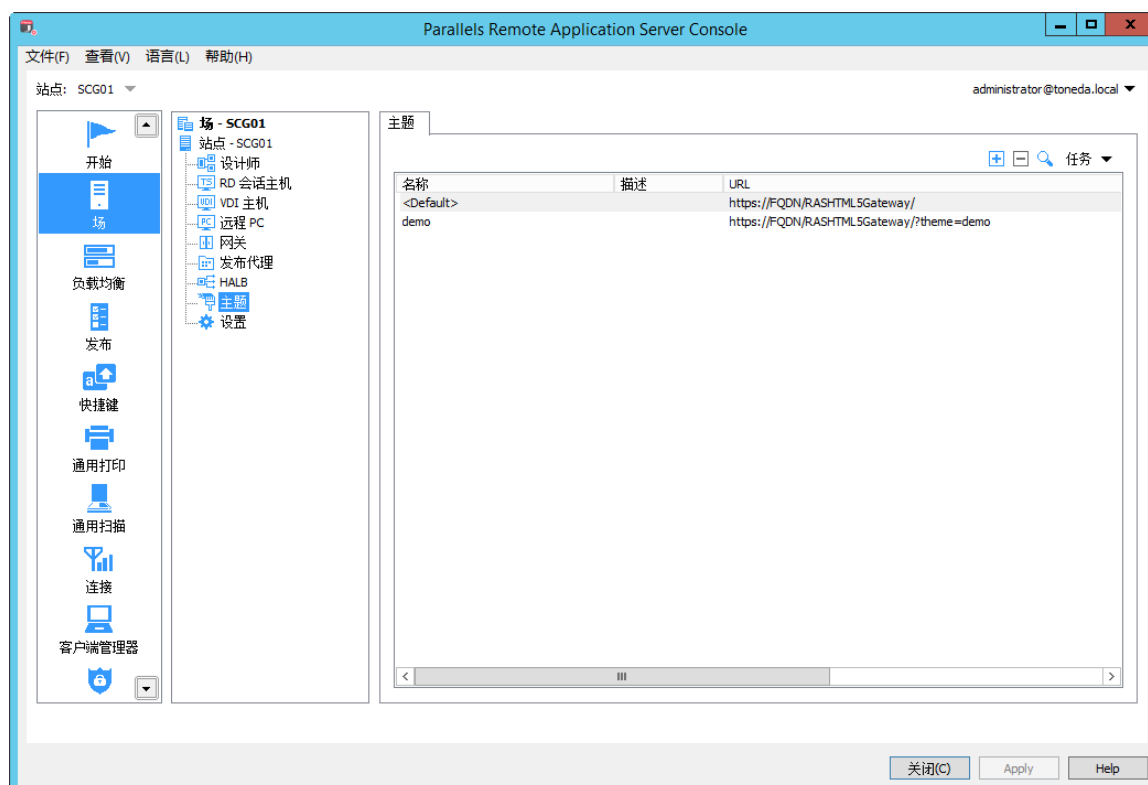 Parallels Remote Application Server Console
文件(F) 查看(V) 语言(L) 帮助(H)
站点: SCG01
administrator@toneda.local
开始
场
负载均衡
发布
快捷键
通用打印
通用扫描
连接
客户端管理器
场 - SCG01
站点 - SCG01
设计师
RD 会话主机
VDI 主机
远程 PC
网关
发布代理
HALB
主题
设置
主题
任务
名称 描述 URL
<Default> https://FQDN/RASHTML5Gateway/
demo https://FQDN/RASHTML5Gateway/?theme=demo
关闭(C) Apply Help